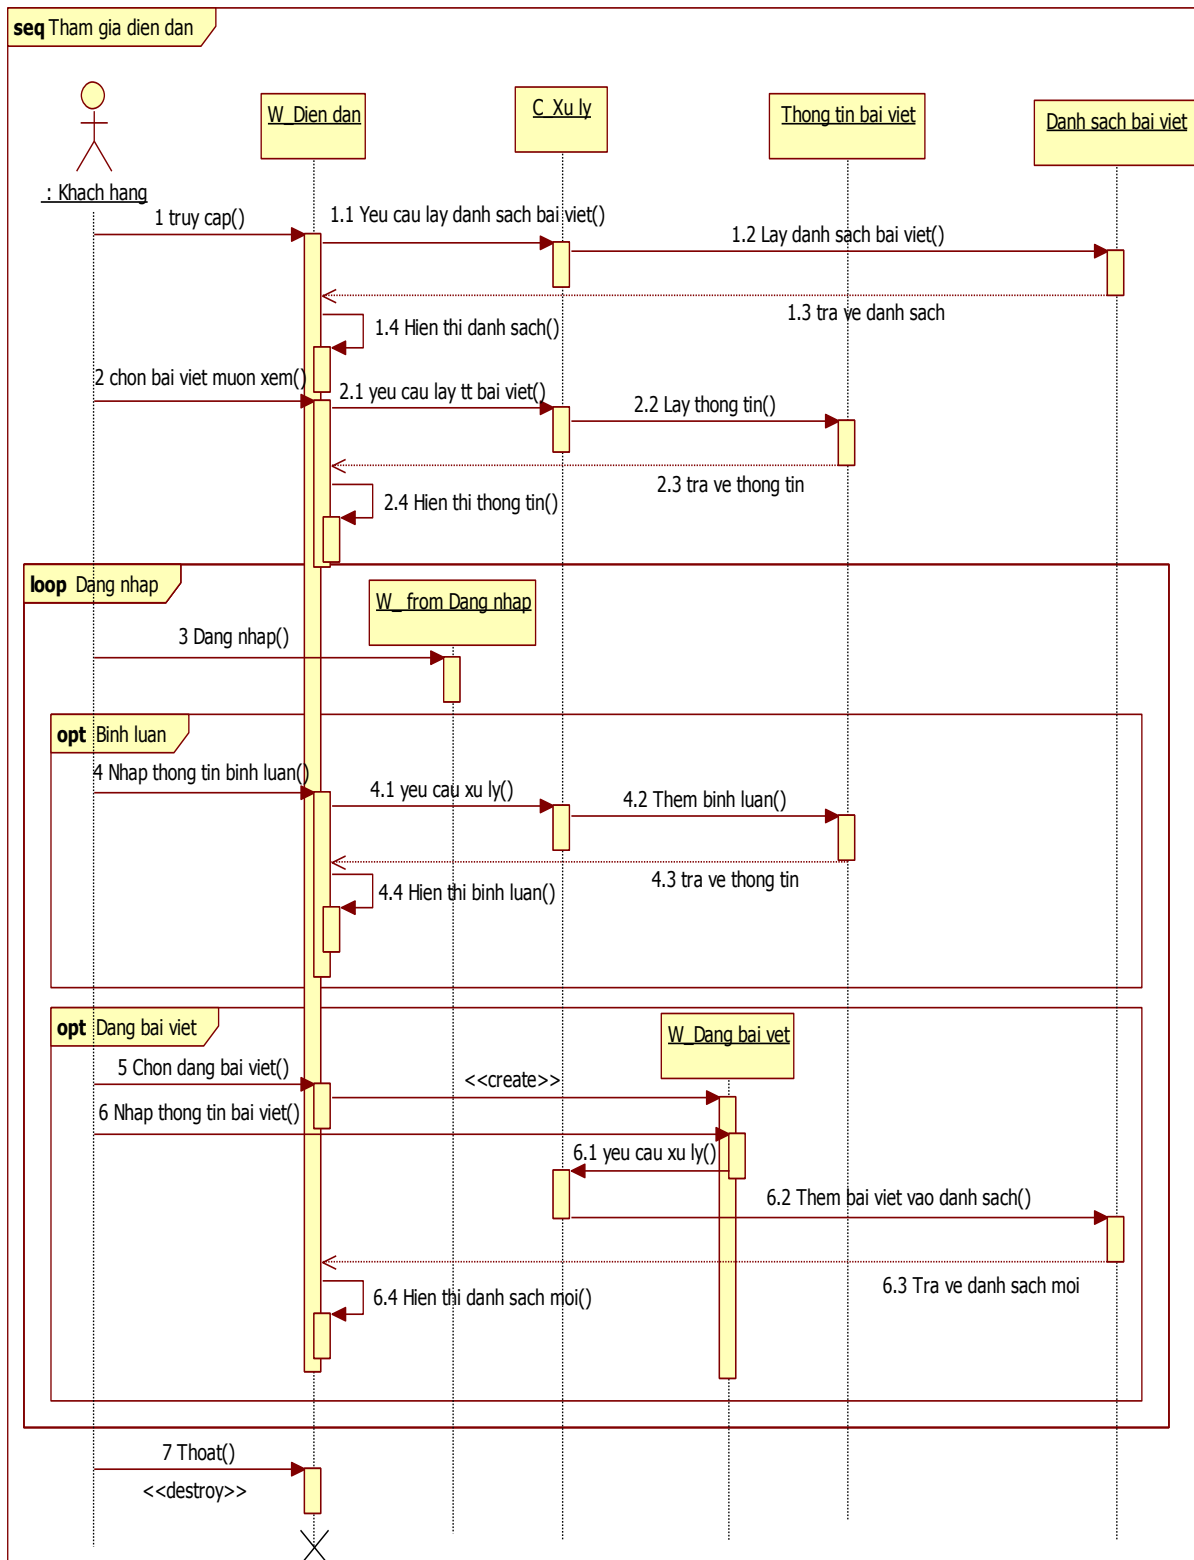 seq Tham gia dien dan
W_Dien dan
C_Xu ly
Thong tin bai viet
Danh sach bai viet
: Khach hang
1 truy cap()
1.1 Yeu cau lay danh sach bai viet()
1.2 Lay danh sach bai viet()
1.3 tra ve danh sach
1.4 Hien thi danh sach()
2 chon bai viet muon xem()
2.1 yeu cau lay tt bai viet()
2.2 Lay thong tin()
2.3 tra ve thong tin
2.4 Hien thi thong tin()
loop Dang nhap
W_ from Dang nhap
3 Dang nhap()
opt Binh luan
4 Nhap thong tin binh luan()
4.1 yeu cau xu ly()
4.2 Them binh luan()
4.3 tra ve thong tin
4.4 Hien thi binh luan()
opt Dang bai viet
W_Dang bai vet
5 Chon dang bai viet()
<<create>>
6 Nhap thong tin bai viet()
6.1 yeu cau xu ly()
6.2 Them bai viet vao danh sach()
6.3 Tra ve danh sach moi
6.4 Hien thi danh sach moi()
7 Thoat()
<<destroy>>